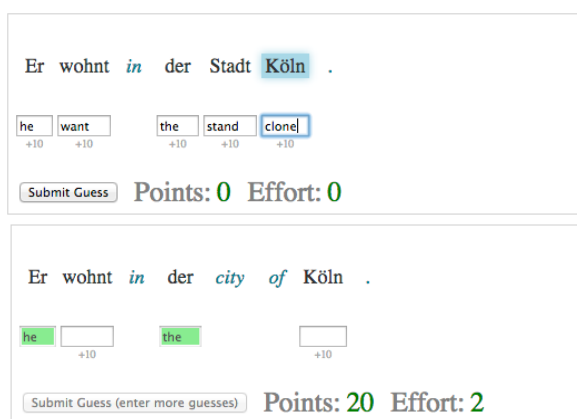 Er wohnt in der Stadt Köln .
he want the stand clone
+10 +10 +10 +10 +10
Submit Guess Points: 0 Effort: 0
Er wohnt in der city of Köln .
he the
+10 +10
Submit Guess (enter more guesses) Points: 20 Effort: 2